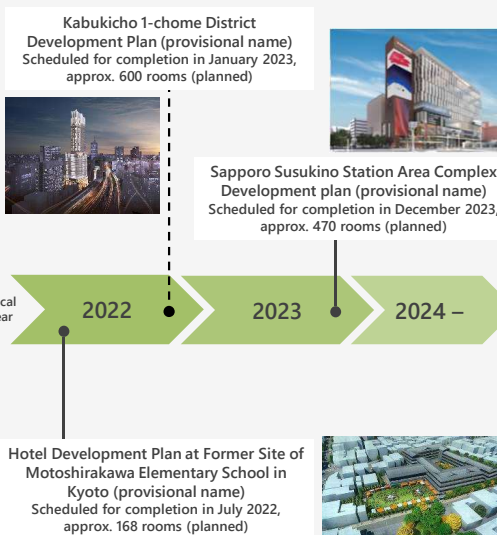 Kabukicho 1-chome District
Development Plan (provisional name)
Scheduled for completion in January 2023,
approx. 600 rooms (planned)
Sapporo Susukino Station Area Complex
Development plan (provisional name)
Scheduled for completion in December 2023,
approx. 470 rooms (planned)
2022
2023
2024 –
Hotel Development Plan at Former Site of
Motoshirakawa Elementary School in
Kyoto (provisional name)
Scheduled for completion in July 2022,
approx. 168 rooms (planned)